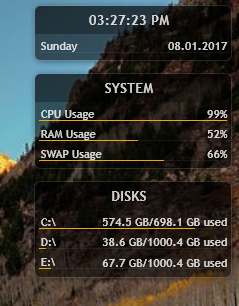 03:27:23 PM
Sunday 08.01.2017
SYSTEM
CPU Usage 99%
RAM Usage 52%
SWAP Usage 66%
DISKS
C:\ 574.5 GB/698.1 GB used
D:\ 38.6 GB/1000.4 GB used
E:\ 67.7 GB/1000.4 GB used